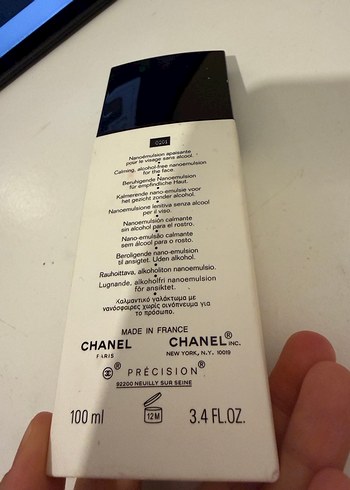 Nanoémulsion apaisante
pour le visage sans alcool.
Calming, alcohol-free nanoemulsion
for the face.
Beruhigende Nanoemulsion
für empfindliche Haut.
Kalmerende nano-emulsie voor
het gezicht zonder alcohol.
Nanoemulsione lenitiva senza alcool
per il viso.
Nanoemulsión calmante
sin alcohol para el rostro.
Nano-emulsão calmante
sem álcool para o rosto.
Beroligende nano-emulsion
til ansigtet. Uden alkohol.
Rauhoittava, alkoholiton nanoemulsio.
Lugnande, alkoholfri nanoemulsion
för ansiktet.
Χαλμαντικό γαλάκτωμα με
νανοσφαίρες χωρίς οινόπνευμα για
το πρόσωπο.
MADE IN FRANCE
CHANEL CHANEL® INC.
PARIS NEW YORK, N.Y. 10019
® PRÉCISION®
92200 NEUILLY SUR SEINE
100 ml 12M 3.4 FL.OZ.